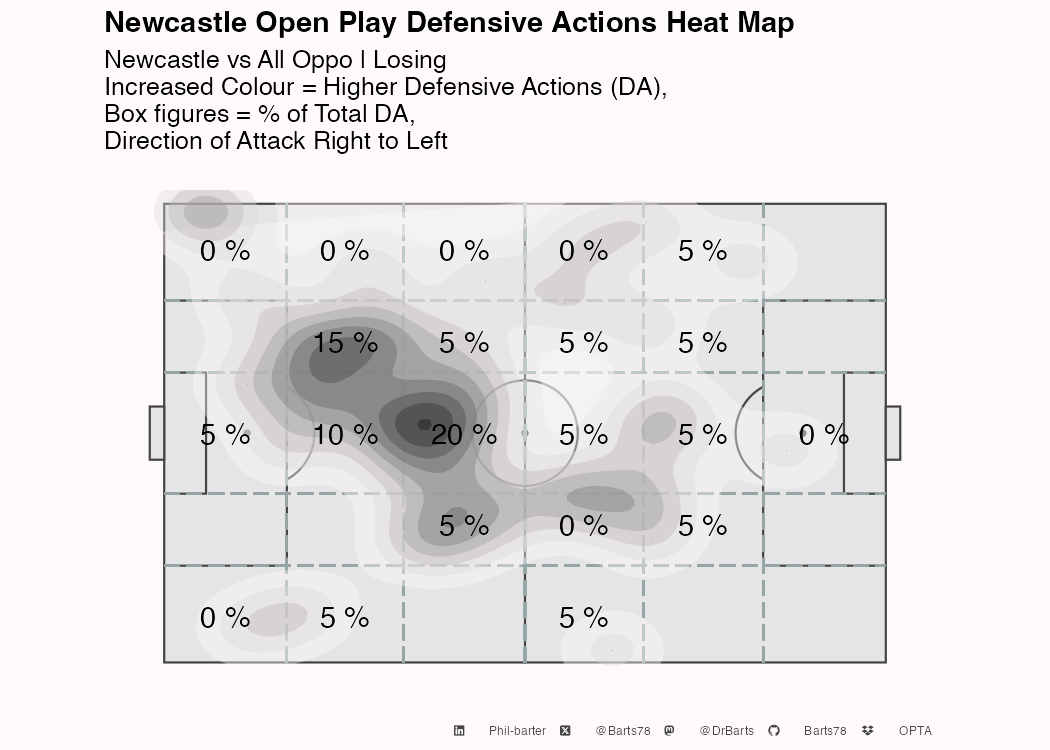 Newcastle Open Play Defensive Actions Heat Map
Newcastle vs All Oppo | Losing
Increased Colour = Higher Defensive Actions (DA),
Box figures = % of Total DA,
Direction of Attack Right to Left
0 % 0 % 0 % 0 % 5 %
15 % 5 % 5 % 5 %
5 % 10 % 20 % 5 % 5 % 0 %
5 % 0 % 5 %
0 % 5 % 5 %
Phil-barter @Barts78 @DrBarts Barts78 OPTA